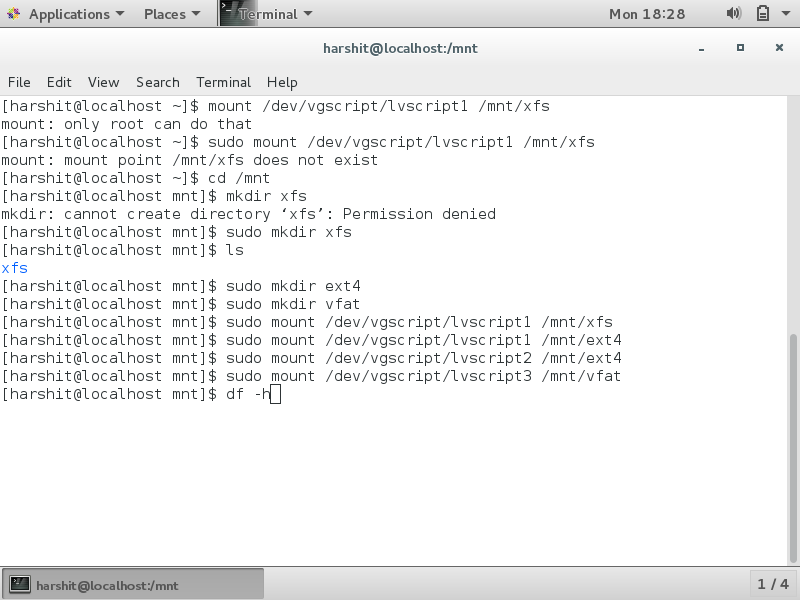 Applications Places Terminal Mon 18:28
harshit@localhost:/mnt
File Edit View Search Terminal Help
[harshit@localhost ~]$ mount /dev/vgscript/lvscript1 /mnt/xfs
mount: only root can do that
[harshit@localhost ~]$ sudo mount /dev/vgscript/lvscript1 /mnt/xfs
mount: mount point /mnt/xfs does not exist
[harshit@localhost ~]$ cd /mnt
[harshit@localhost mnt]$ mkdir xfs
mkdir: cannot create directory ‘xfs’: Permission denied
[harshit@localhost mnt]$ sudo mkdir xfs
[harshit@localhost mnt]$ ls
xfs
[harshit@localhost mnt]$ sudo mkdir ext4
[harshit@localhost mnt]$ sudo mkdir vfat
[harshit@localhost mnt]$ sudo mount /dev/vgscript/lvscript1 /mnt/xfs
[harshit@localhost mnt]$ sudo mount /dev/vgscript/lvscript1 /mnt/ext4
[harshit@localhost mnt]$ sudo mount /dev/vgscript/lvscript2 /mnt/ext4
[harshit@localhost mnt]$ sudo mount /dev/vgscript/lvscript3 /mnt/vfat
[harshit@localhost mnt]$ df -h
harshit@localhost:/mnt 1 / 4